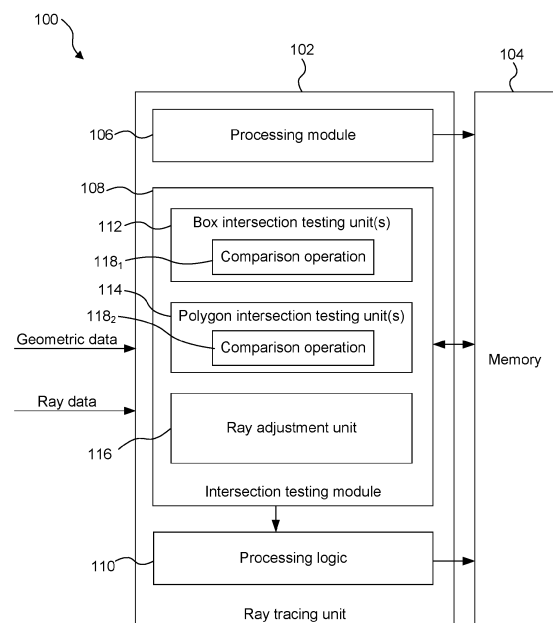 100
102
104
106
Processing module
108
112
Box intersection testing unit(s)
118₁
Comparison operation
114
Polygon intersection testing unit(s)
118₂
Comparison operation
Geometric data
Memory
Ray data
Ray adjustment unit
116
Intersection testing module
Processing logic
110
Ray tracing unit